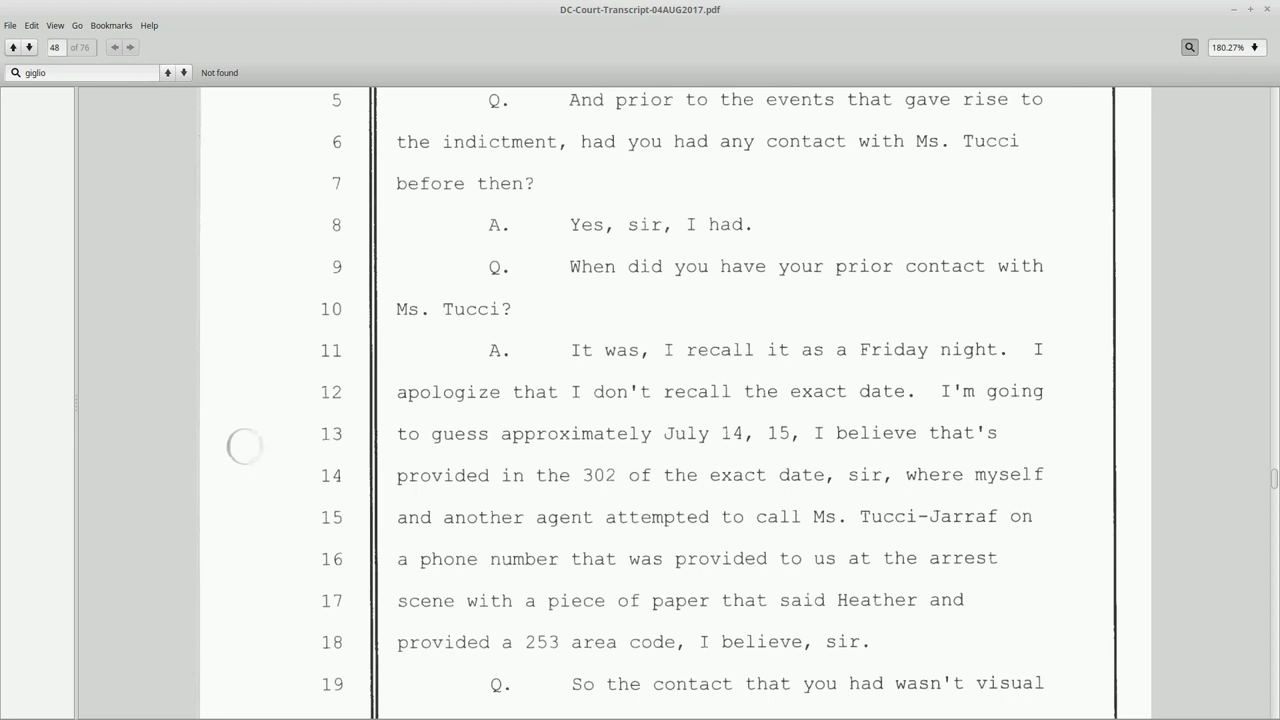 DC-Court-Transcript-04AUG2017.pdf
File Edit View Go Bookmarks Help
48 of 76 180.27%
giglio Not found
5 Q. And prior to the events that gave rise to
6 the indictment, had you had any contact with Ms. Tucci
7 before then?
8 A. Yes, sir, I had.
9 Q. When did you have your prior contact with
10 Ms. Tucci?
11 A. It was, I recall it as a Friday night. I
12 apologize that I don't recall the exact date. I'm going
13 to guess approximately July 14, 15, I believe that's
14 provided in the 302 of the exact date, sir, where myself
15 and another agent attempted to call Ms. Tucci-Jarraf on
16 a phone number that was provided to us at the arrest
17 scene with a piece of paper that said Heather and
18 provided a 253 area code, I believe, sir.
19 Q. So the contact that you had wasn't visual